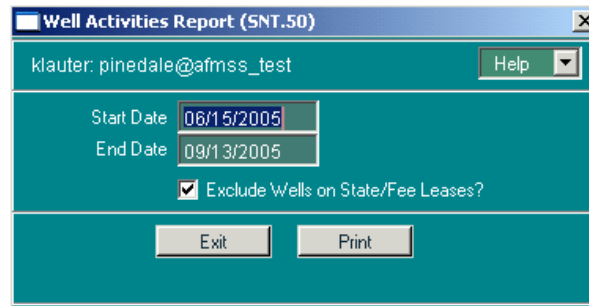 Well Activities Report (SNT.50)
klauter: pinedale@afmss_test
Help
Start Date 06/15/2005
End Date 09/13/2005
Exclude Wells on State/Fee Leases?
Exit Print